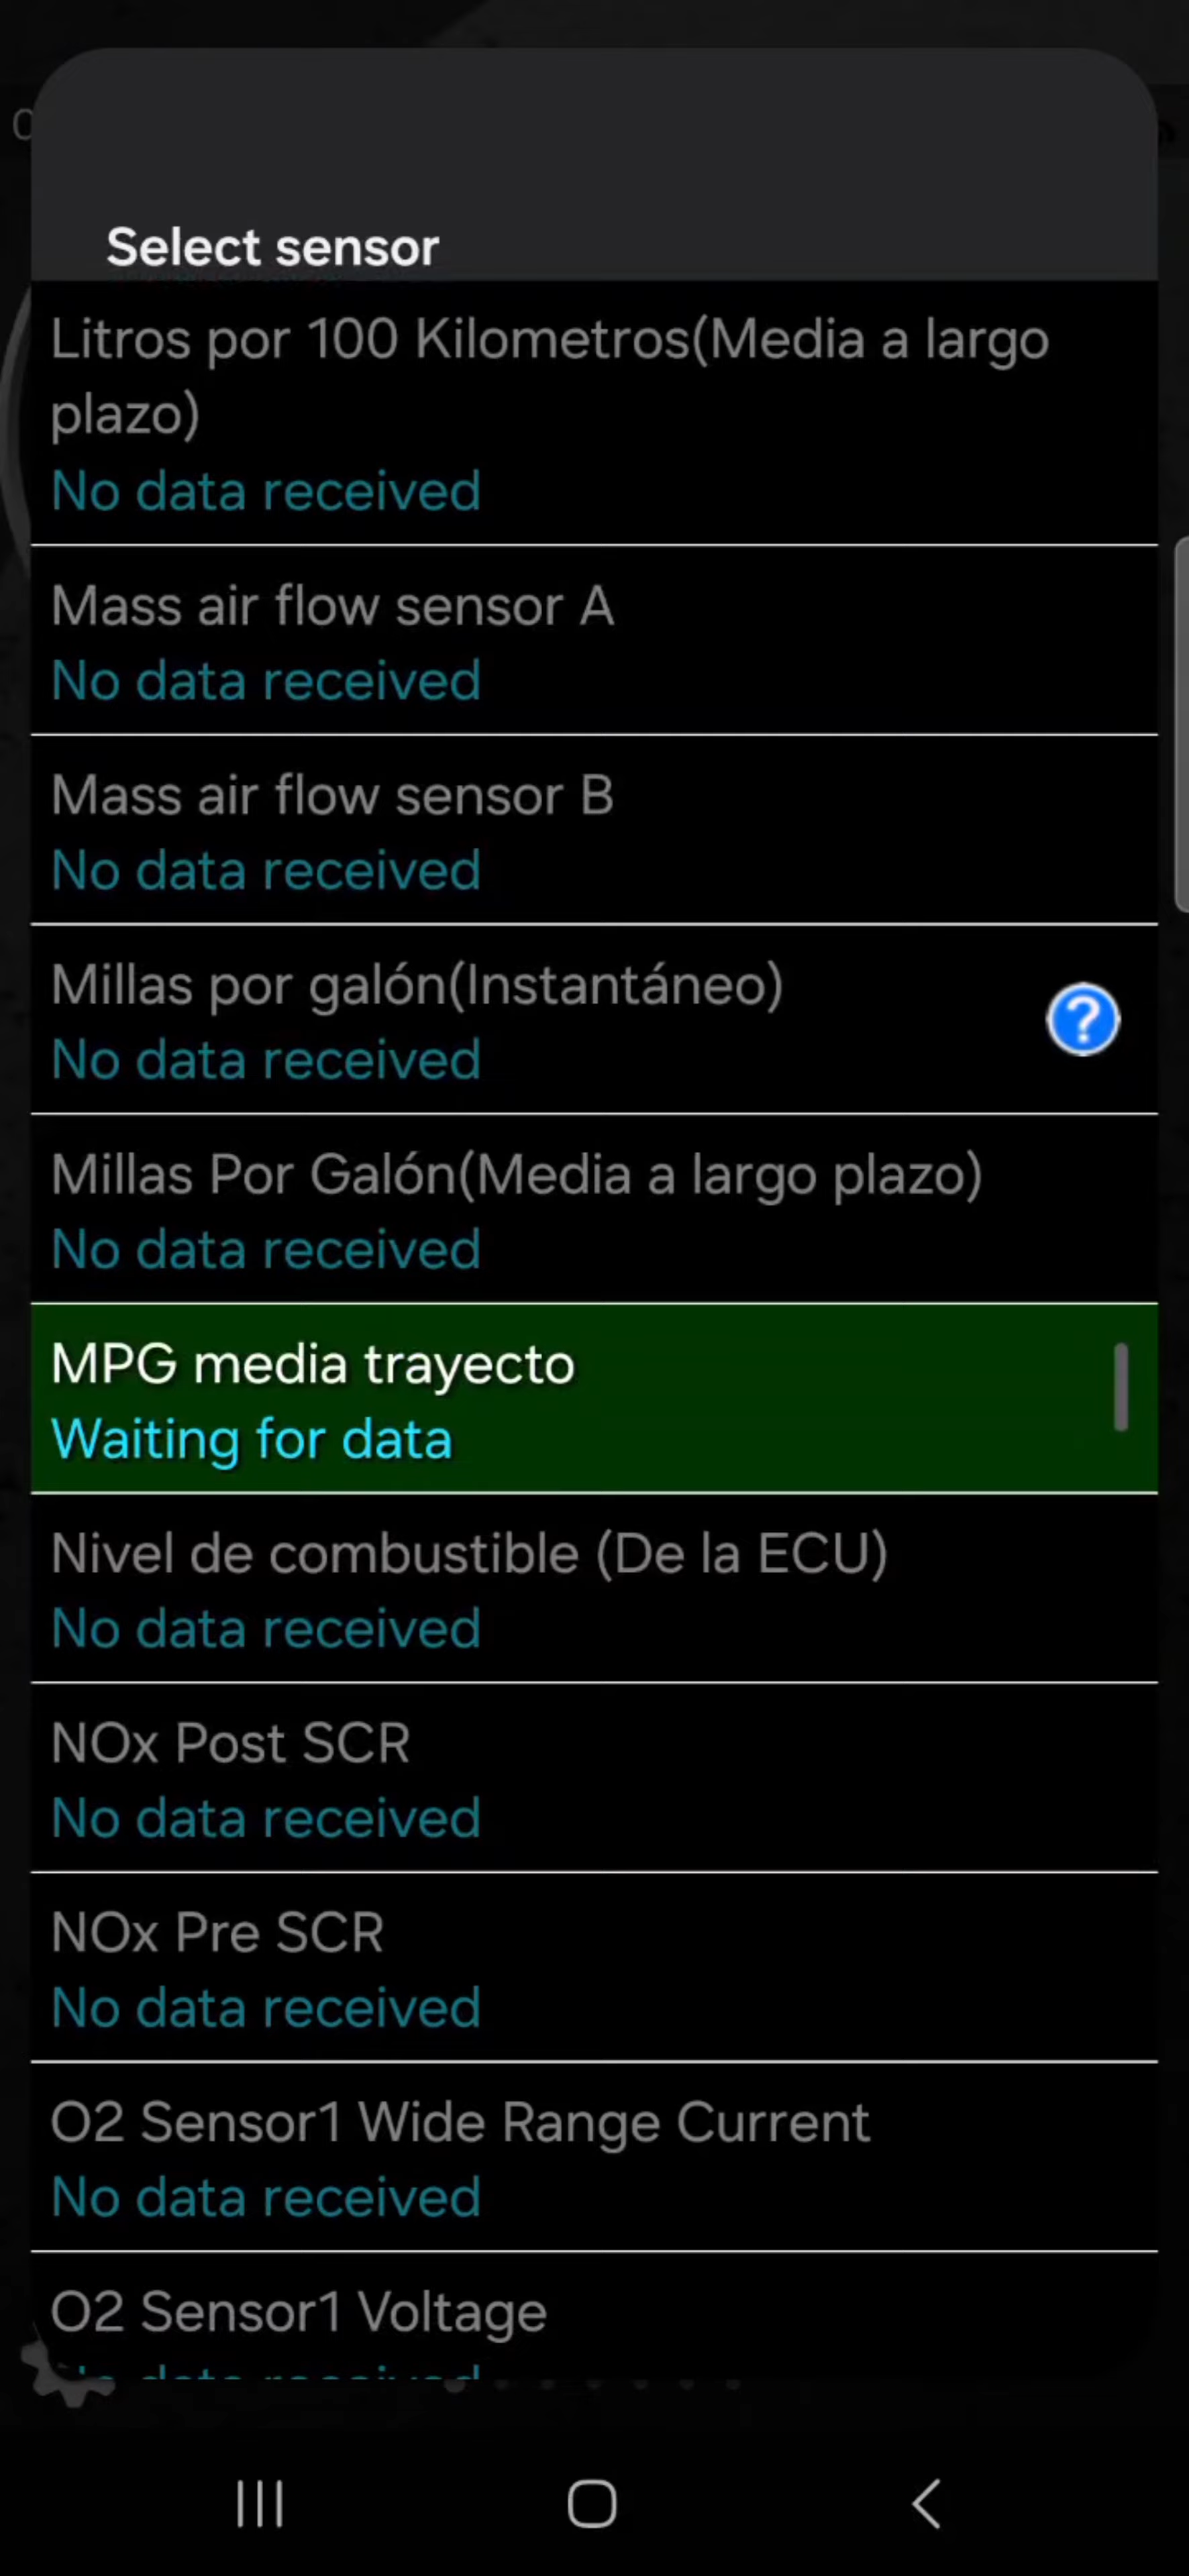 Select sensor
Litros por 100 Kilometros(Media a largo
plazo)
No data received
Mass air flow sensor A
No data received
Mass air flow sensor B
No data received
Millas por galón(Instantáneo)
No data received
?
Millas Por Galón(Media a largo plazo)
No data received
MPG media trayecto
Waiting for data
Nivel de combustible (De la ECU)
No data received
NOx Post SCR
No data received
NOx Pre SCR
No data received
O2 Sensor1 Wide Range Current
No data received
O2 Sensor1 Voltage